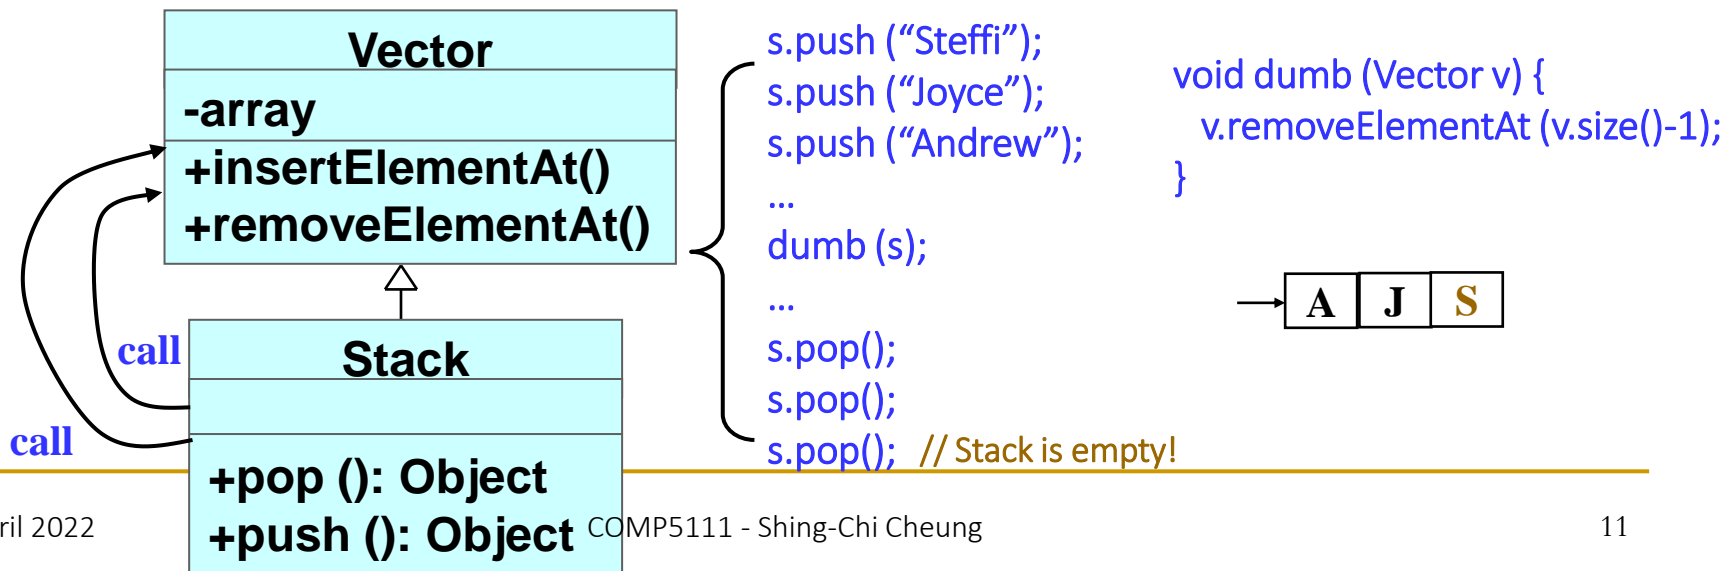 Vector
-array
+insertElementAt()
+removeElementAt()
call
call
Stack
+pop (): Object
+push (): Object
s.push (“Steffi”);
s.push (“Joyce”);
s.push (“Andrew”);
...
dumb (s);
...
s.pop();
s.pop();
s.pop(); // Stack is empty!
void dumb (Vector v) {
v.removeElementAt (v.size()-1);
}
A J S
ril 2022
COMP5111 - Shing-Chi Cheung
11